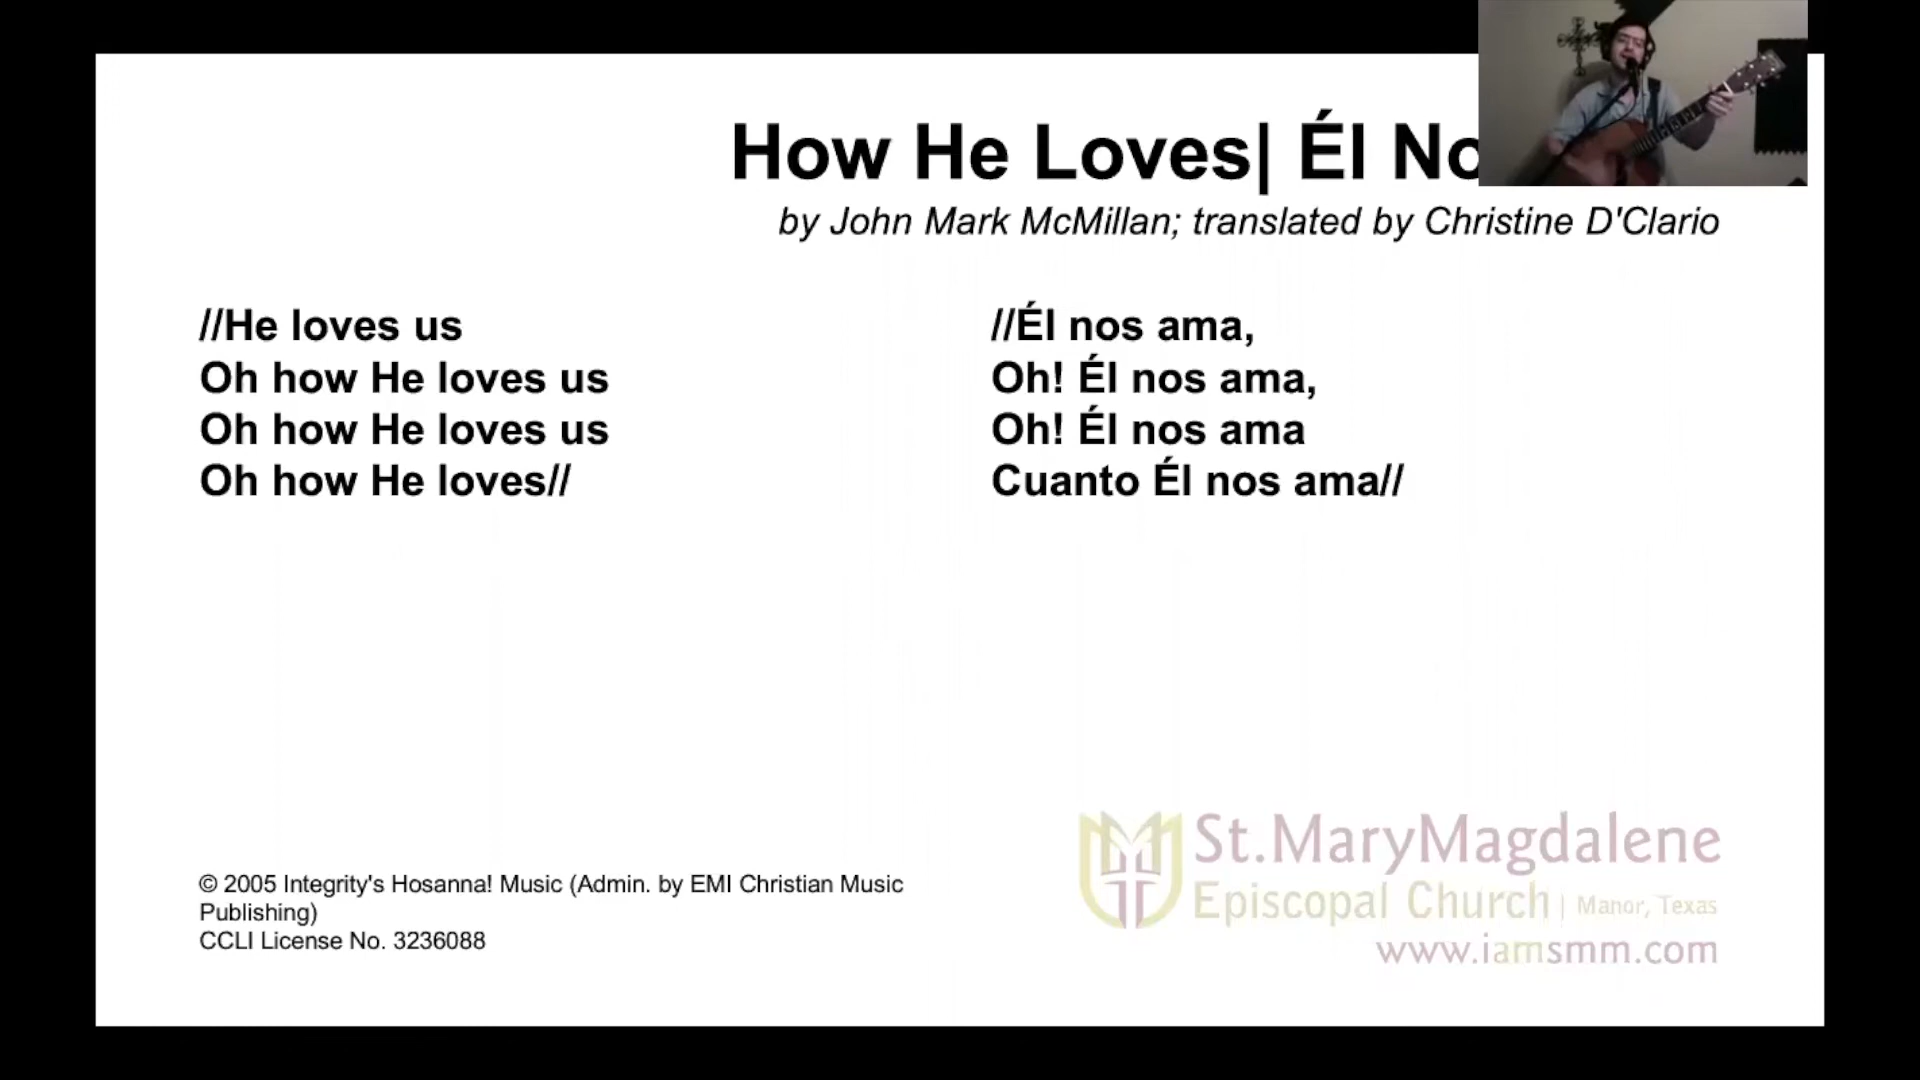 How He Loves| Él No
by John Mark McMillan; translated by Christine D'Clario
//He loves us
Oh how He loves us
Oh how He loves us
Oh how He loves//
//Él nos ama,
Oh! Él nos ama,
Oh! Él nos ama
Cuanto Él nos ama//
© 2005 Integrity's Hosanna! Music (Admin. by EMI Christian Music
Publishing)
CCLI License No. 3236088
St.MaryMagdalene
Episcopal Church | Manor, Texas
www.iamsmm.com